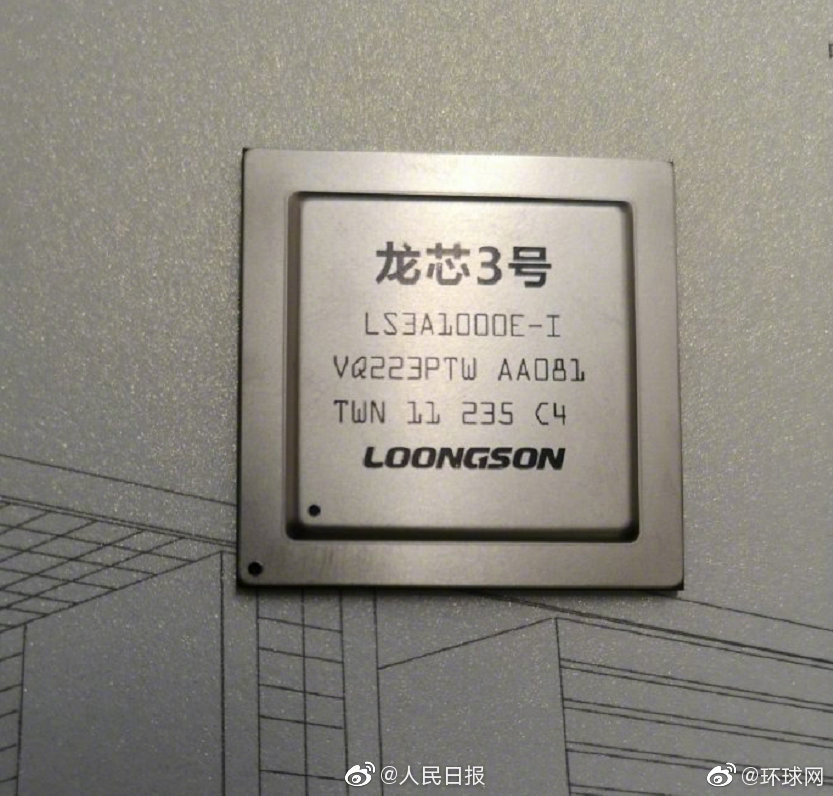 龙芯3号
LS3A1000E-I
VQ223PTW AA081
TWN 11 235 C4
LOONGSON
@人民日报
@环球网